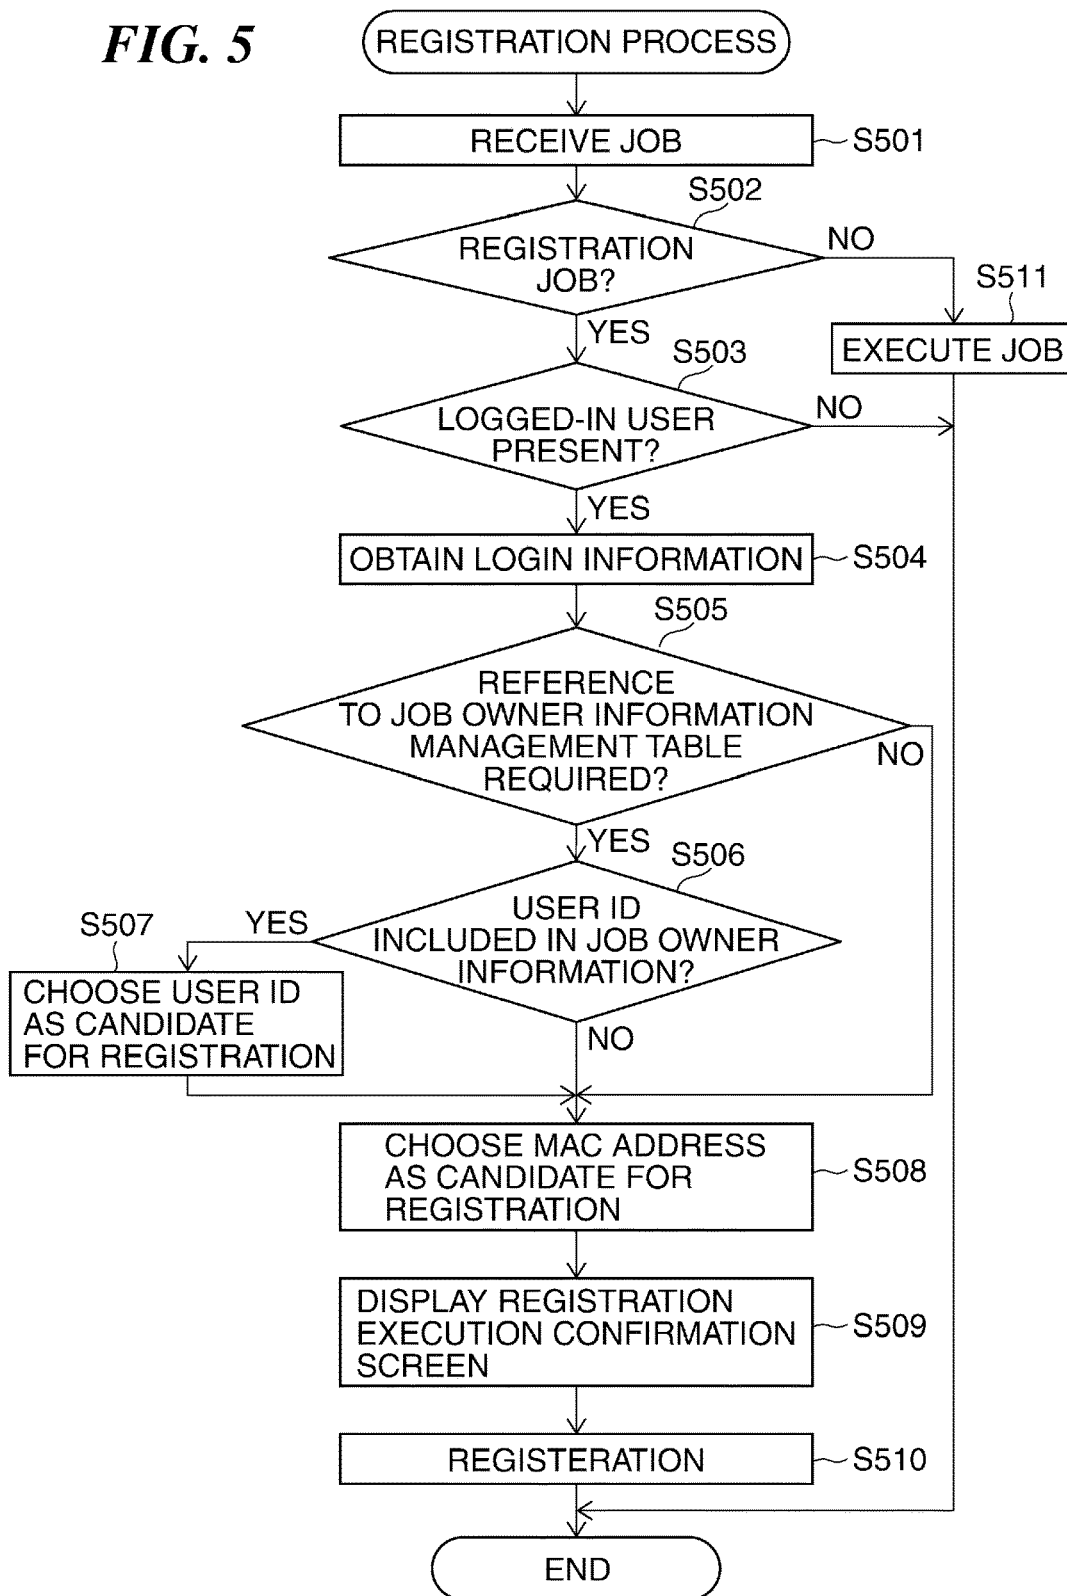 FIG. 5
REGISTRATION PROCESS
RECEIVE JOB
S501
S502
REGISTRATION
JOB?
NO
YES
S511
EXECUTE JOB
S503
LOGGED-IN USER
PRESENT?
NO
YES
OBTAIN LOGIN INFORMATION
S504
S505
REFERENCE
TO JOB OWNER INFORMATION
MANAGEMENT TABLE
REQUIRED?
NO
YES
S506
USER ID
INCLUDED IN JOB OWNER
INFORMATION?
YES
NO
S507
CHOOSE USER ID
AS CANDIDATE
FOR REGISTRATION
CHOOSE MAC ADDRESS
AS CANDIDATE FOR
REGISTRATION
S508
DISPLAY REGISTRATION
EXECUTION CONFIRMATION
SCREEN
S509
REGISTERATION
S510
END